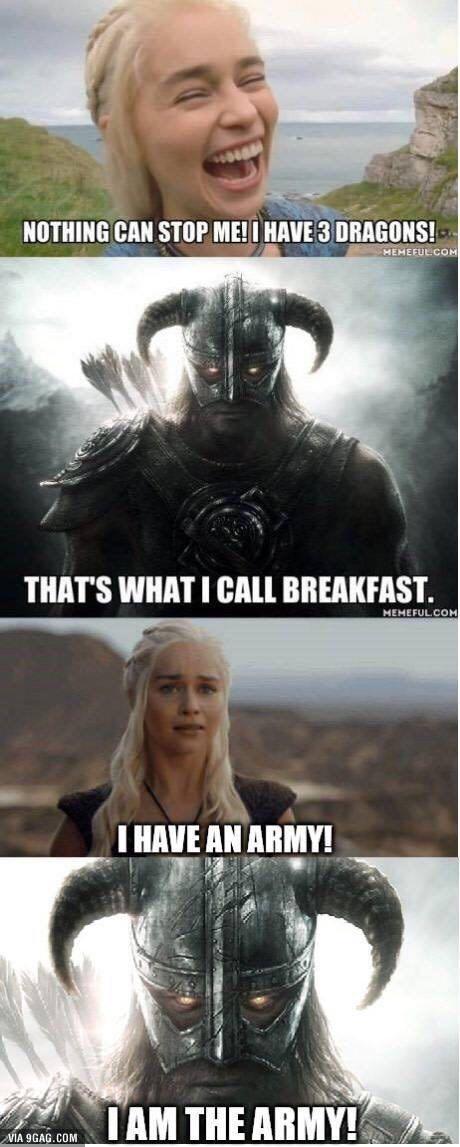 NOTHING CAN STOP ME! I HAVE 3 DRAGONS!
MEMEFUL.COM
THAT'S WHAT I CALL BREAKFAST.
MEMEFUL.COM
I HAVE AN ARMY!
I AM THE ARMY!
VIA 9GAG.COM